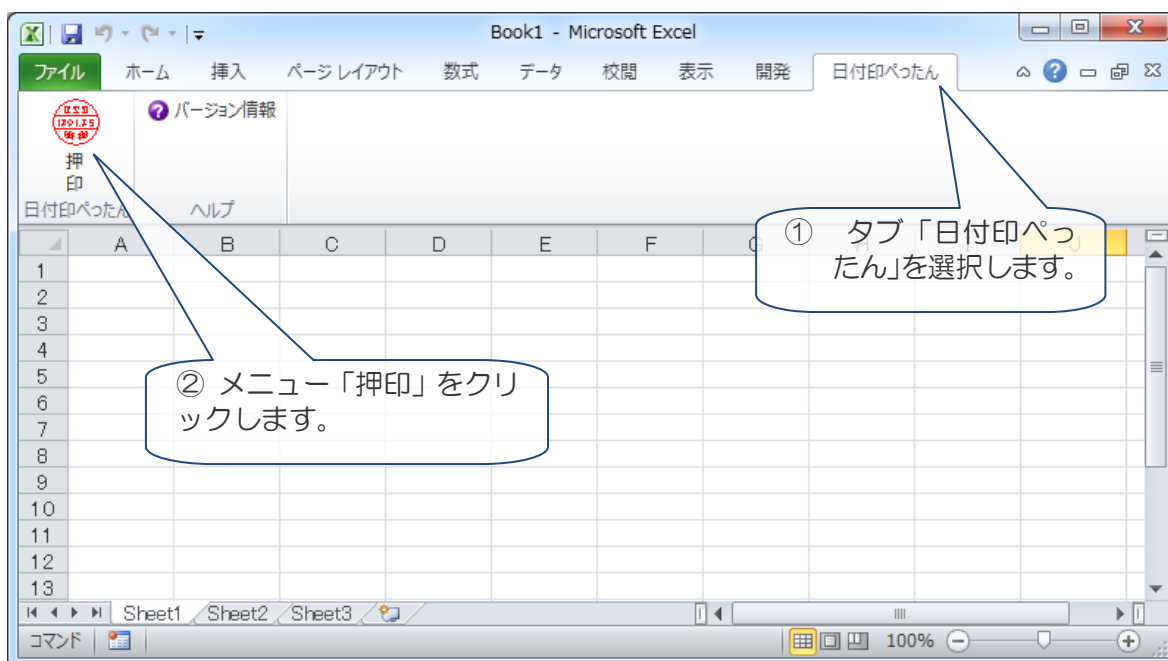 Book1 - Microsoft Excel
ファイル ホーム 挿入 ページ レイアウト 数式 データ 校閲 表示 開発 日付印ぺったん
バージョン情報
押
印
日付印ぺったん ヘルプ
A B C D E F G H I J
① タブ「日付印ぺっ
たん」を選択します。
1
2
3
4
② メニュー「押印」をクリ
ックします。
5
6
7
8
9
10
11
12
13
Sheet1 Sheet2 Sheet3
コマンド 100%